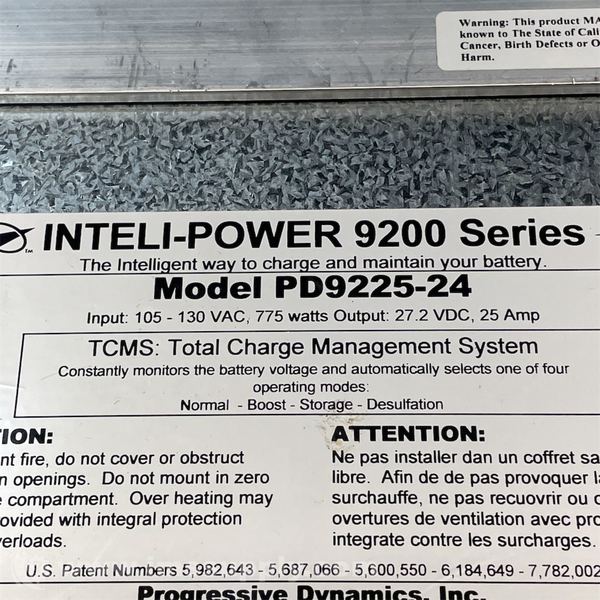 Warning: This product MA
known to The State of Cali
Cancer, Birth Defects or O
Harm.
INTELI-POWER 9200 Series
TM
The Intelligent way to charge and maintain your battery.
Model PD9225-24
Input: 105 - 130 VAC, 775 watts Output: 27.2 VDC, 25 Amp
TCMS: Total Charge Management System
Constantly monitors the battery voltage and automatically selects one of four
operating modes:
Normal - Boost - Storage - Desulfation
ION:
nt fire, do not cover or obstruct
n openings. Do not mount in zero
e compartment. Over heating may
ovided with integral protection
verloads.
ATTENTION:
Ne pas installer dan un coffret sa
libre. Afin de de pas provoquer la
surchauffe, ne pas recuovrir ou o
overtures de ventilation avec pro
integrate contre les surcharges.
U.S. Patent Numbers 5,982,643 - 5,687,066 - 5,600,550 - 6,184,649 - 7,782,002
Progressive Dynamics, Inc.